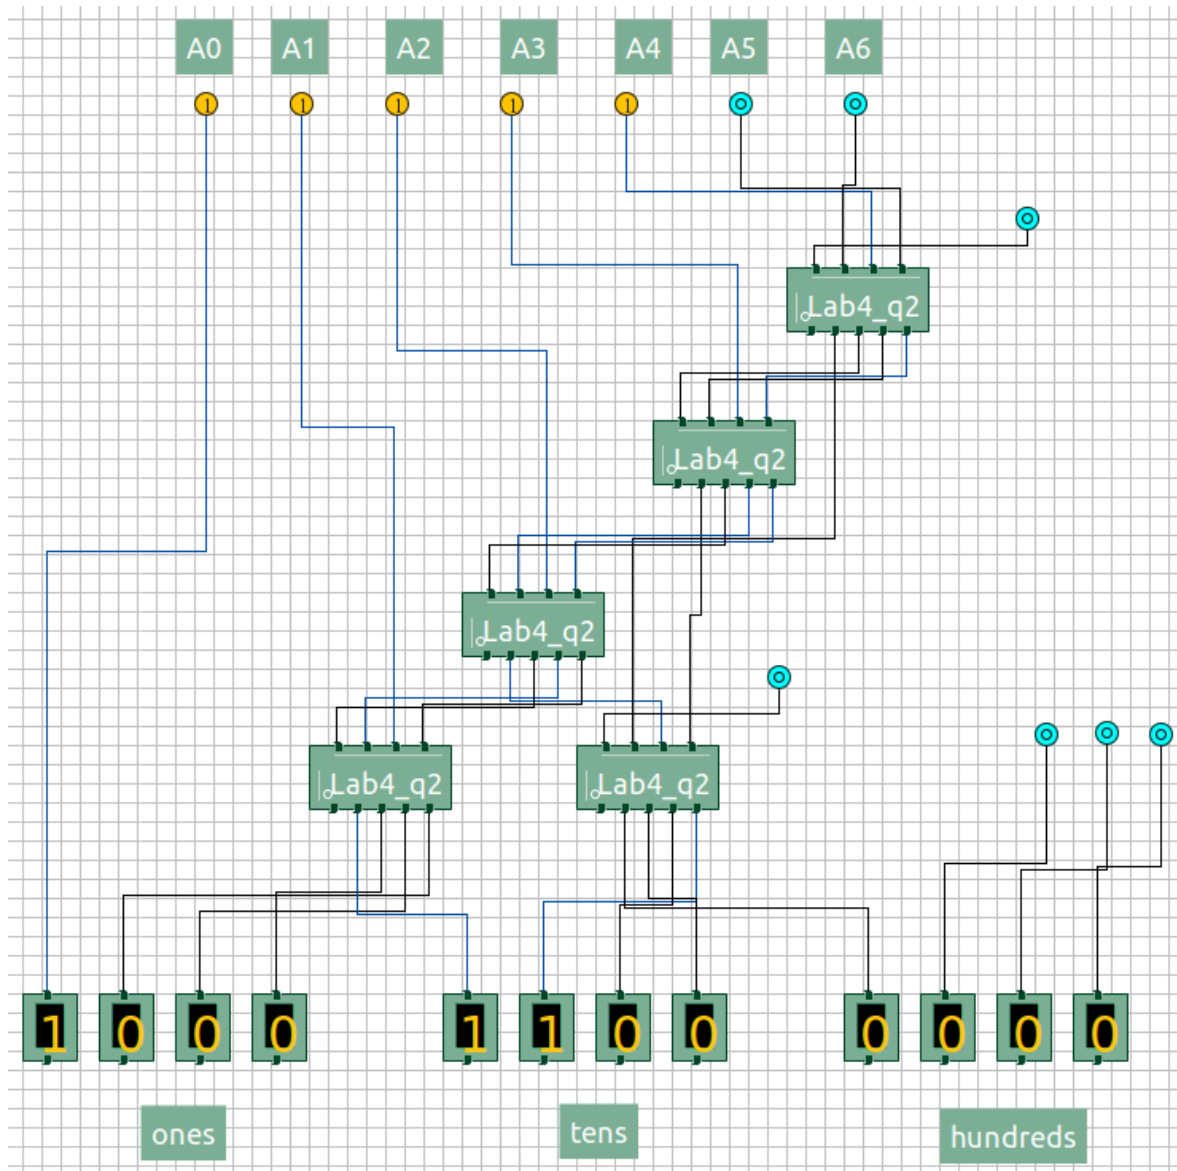 A0 A1 A2 A3 A4 A5 A6
1 1 1 1 1
Lab4_q2
Lab4_q2
Lab4_q2
Lab4_q2 Lab4_q2
1 0 0 0 1 1 0 0 0 0 0 0
ones tens hundreds